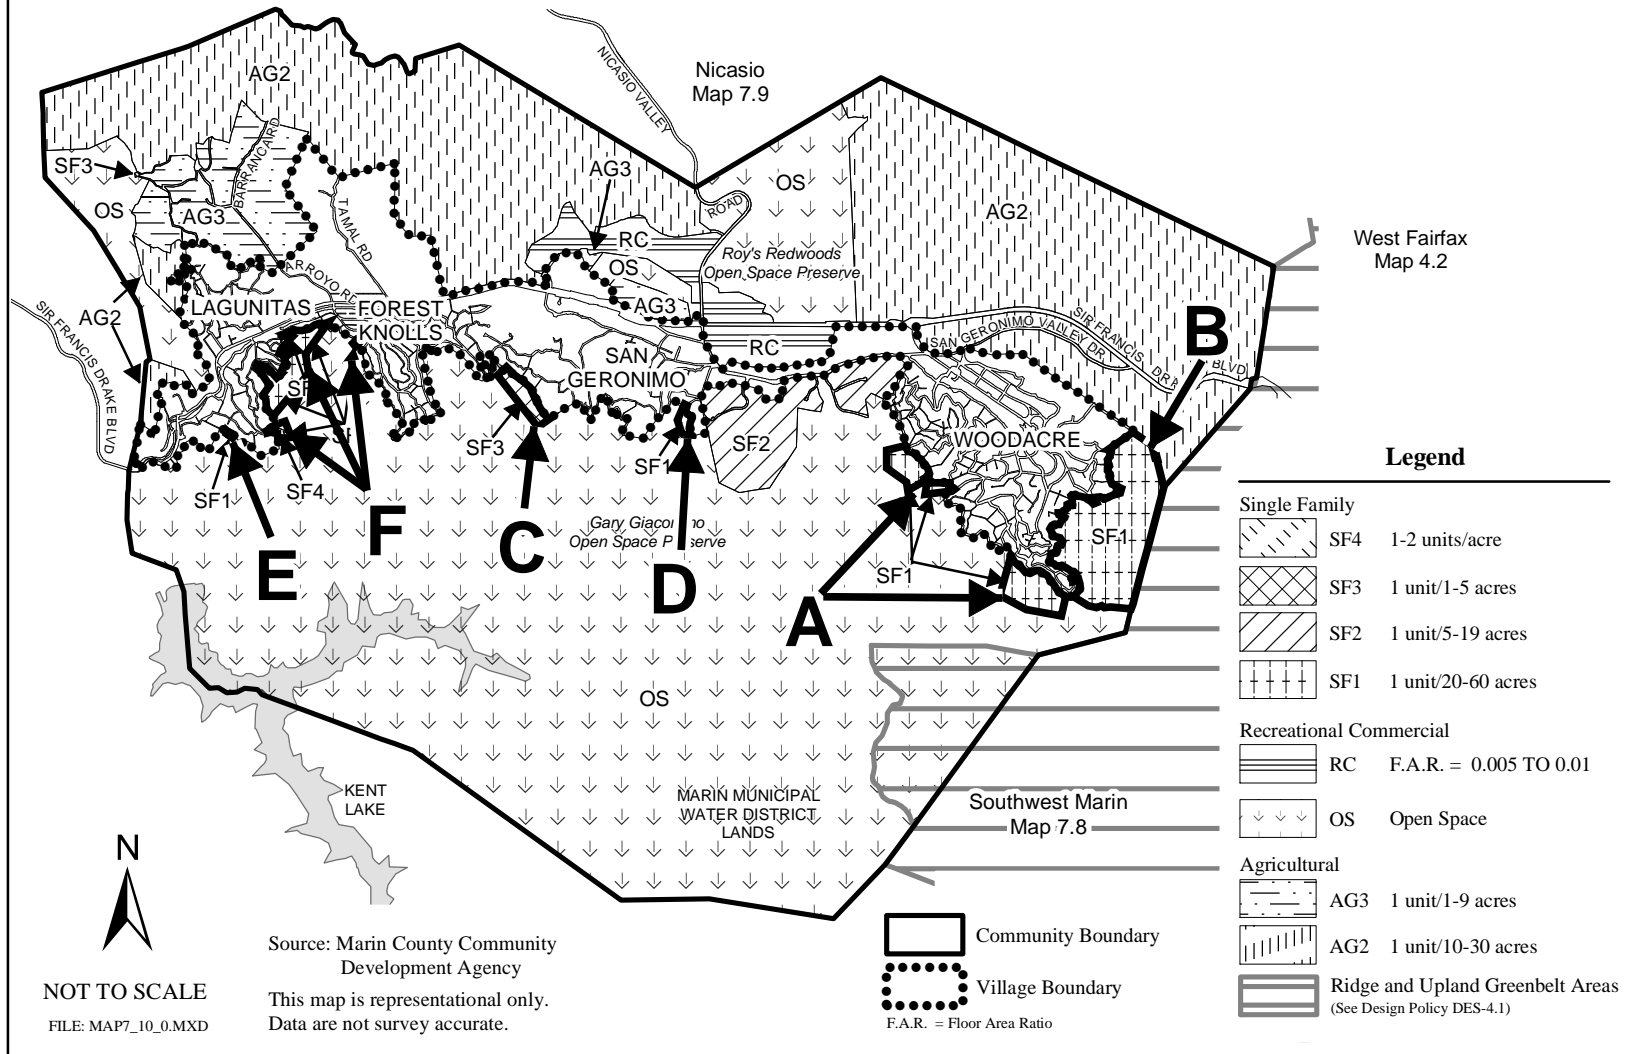 AG2
NICASIO VALLEY
Nicasio
Map 7.9
SF3
OS
AG3
BARRANCA RD
TAMAL RD
AG3
RC
OS
AG3
ROAD
OS
Roy's Redwoods
Open Space Preserve
AG2
West Fairfax
Map 4.2
AG2
SIR FRANCIS DRAKE BLVD
LAGUNITAS
ARROYO RD
FOREST
KNOLLS
SAN
GERONIMO
RC
SAN GERONIMO VALLEY DR
SIR FRANCIS
BLVD
B
SF3
SF1
SF2
WOODACRE
SF1
SF1
SF4
SF1
E
F
C
D
A
Gary Giaco
no
Open Space P
serve
OS
KENT
LAKE
MARIN MUNICIPAL
WATER DISTRICT
LANDS
Southwest Marin
Map 7.8
Legend
Single Family
SF4 1-2 units/acre
SF3 1 unit/1-5 acres
SF2 1 unit/5-19 acres
SF1 1 unit/20-60 acres
Recreational Commercial
RC F.A.R. = 0.005 TO 0.01
OS Open Space
Agricultural
AG3 1 unit/1-9 acres
AG2 1 unit/10-30 acres
Ridge and Upland Greenbelt Areas
(See Design Policy DES-4.1)
Community Boundary
Village Boundary
F.A.R. = Floor Area Ratio
N
NOT TO SCALE
FILE: MAP7_10_0.MXD
Source: Marin County Community
Development Agency
This map is representational only.
Data are not survey accurate.